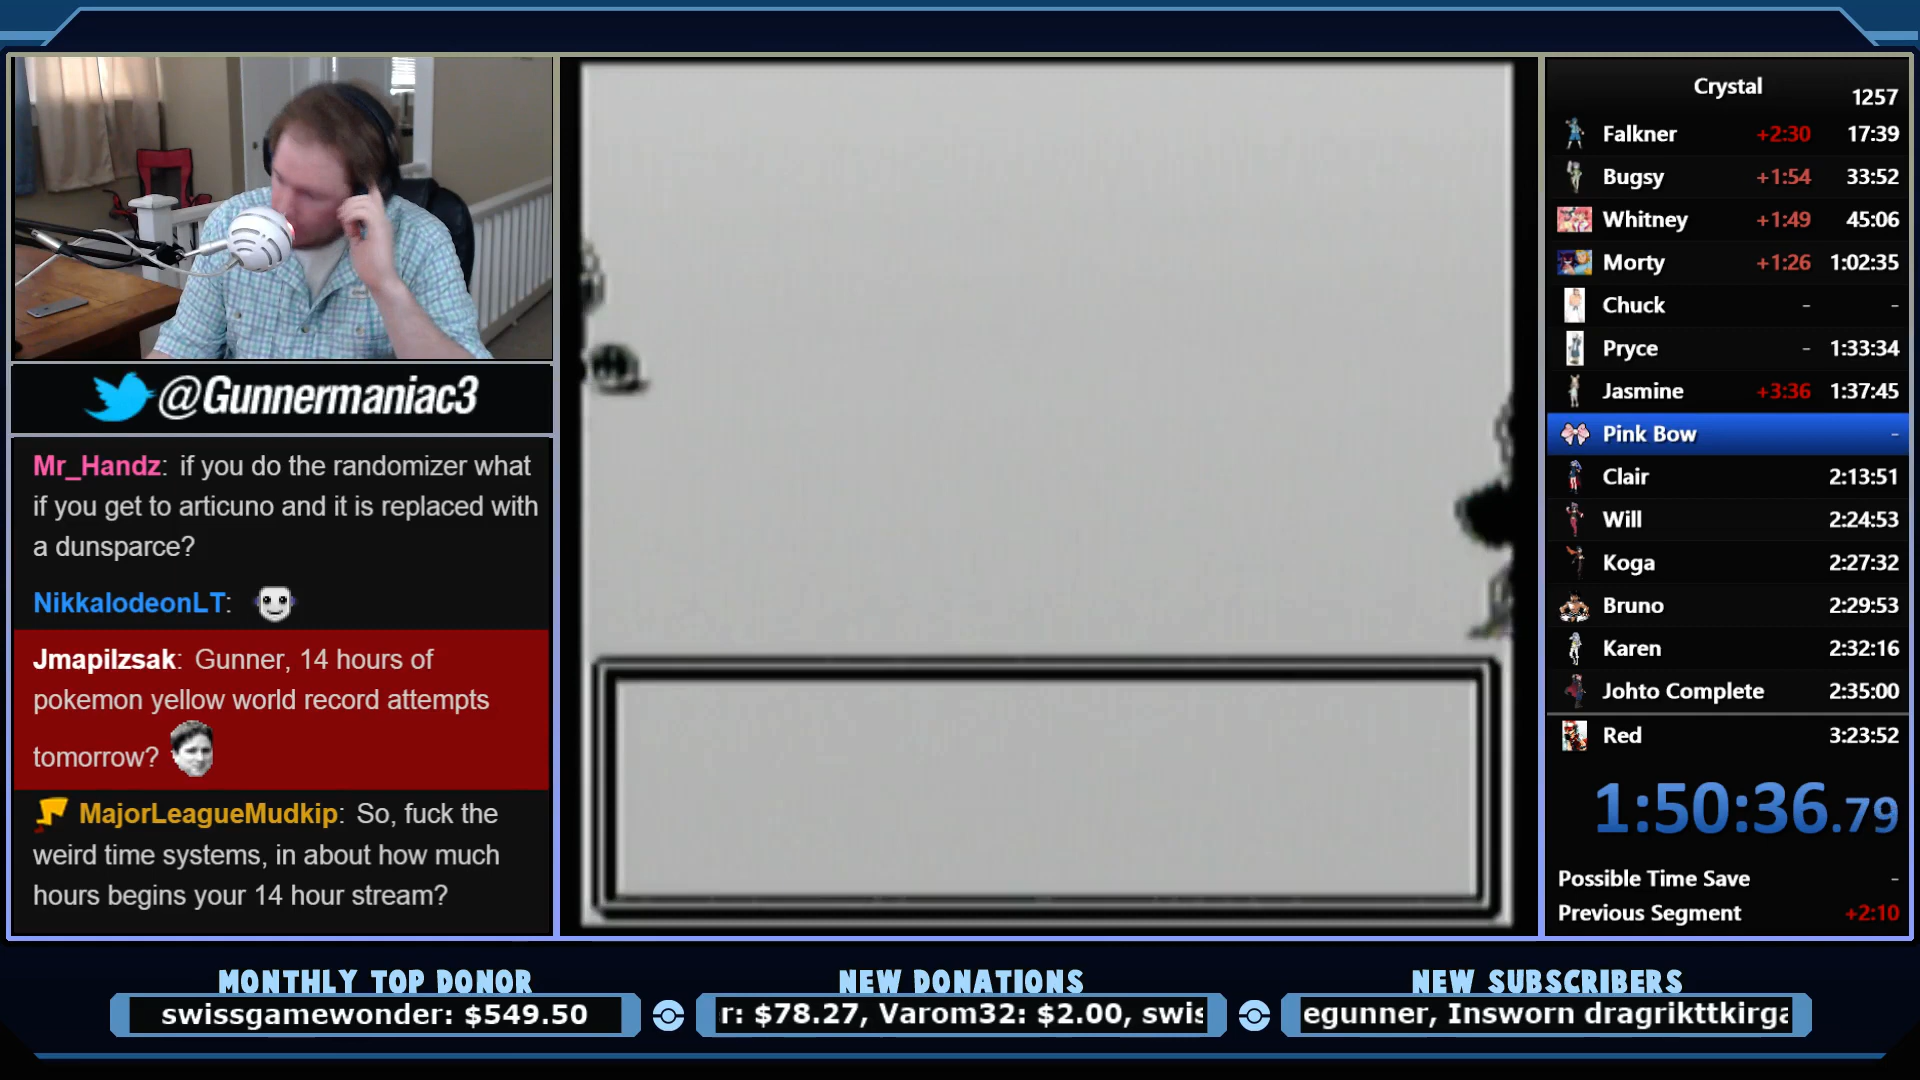 @Gunnermaniac3
Mr_Handz: if you do the randomizer what
if you get to articuno and it is replaced with
a dunsparce?
NikkalodeonLT:
Jmapilzsak: Gunner, 14 hours of
pokemon yellow world record attempts
tomorrow?
MajorLeagueMudkip: So, fuck the
weird time systems, in about how much
hours begins your 14 hour stream?
Crystal
1257
Falkner +2:30 17:39
Bugsy +1:54 33:52
Whitney +1:49 45:06
Morty +1:26 1:02:35
Chuck - -
Pryce - 1:33:34
Jasmine +3:36 1:37:45
Pink Bow -
Clair 2:13:51
Will 2:24:53
Koga 2:27:32
Bruno 2:29:53
Karen 2:32:16
Johto Complete 2:35:00
Red 3:23:52
1:50:36.79
Possible Time Save -
Previous Segment +2:10
MONTHLY TOP DONOR
swissgamewonder: $549.50
NEW DONATIONS
r: $78.27, Varom32: $2.00, swis
NEW SUBSCRIBERS
egunner, Insworn dragrikttkirga